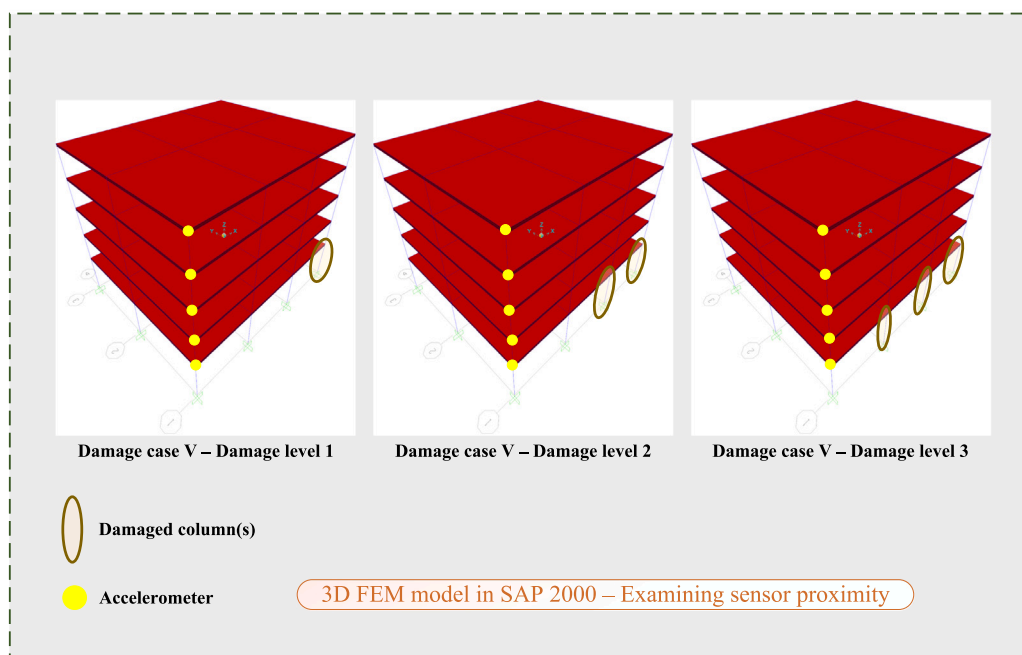 Z
Y X
Z
Y X
Z
Y X
Damage case V – Damage level 1
Damage case V – Damage level 2
Damage case V – Damage level 3
Damaged column(s)
Accelerometer
3D FEM model in SAP 2000 – Examining sensor proximity